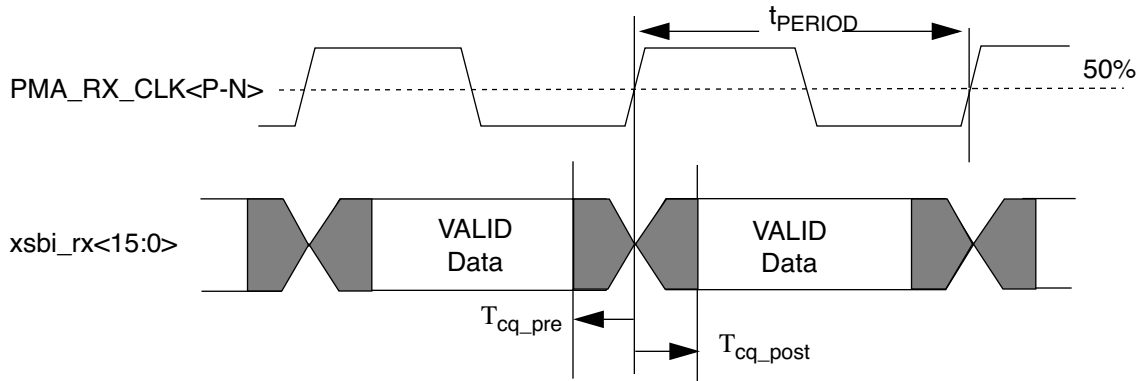 tPERIOD
PMA_RX_CLK<P-N>
50%
xsbi_rx<15:0>
VALID
Data
VALID
Data
Tcq_pre
Tcq_post